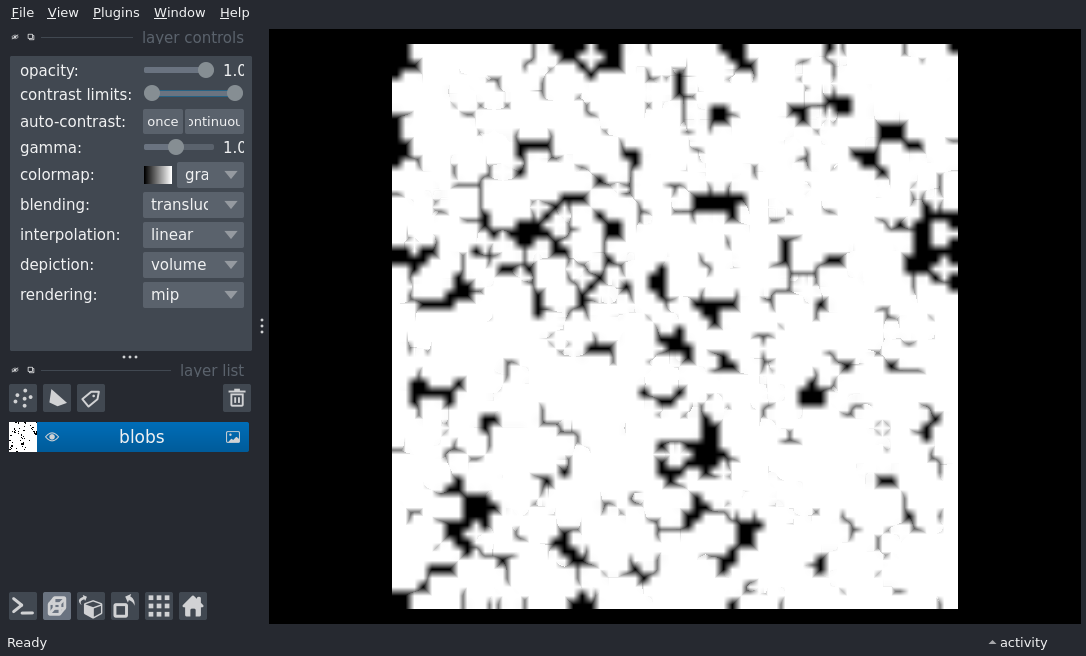 File View Plugins Window Help
layer controls
opacity: 1.0
contrast limits:
auto-contrast: once ontinuou
gamma: 1.0
colormap: gra
blending: transluc
interpolation: linear
depiction: volume
rendering: mip
layer list
blobs
Ready
activity